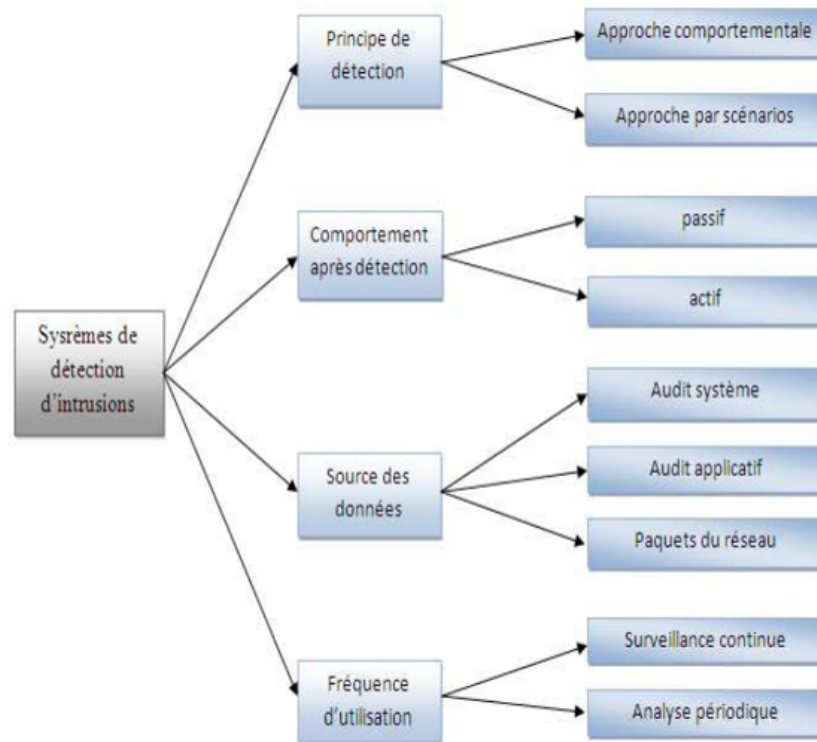 Sysrèmes de
détection
d'intrusions
Principe de
détection
Approche comportementale
Approche par scénarios
Comportement
après détection
passif
actif
Source des
données
Audit système
Audit applicatif
Paquets du réseau
Fréquence
d'utilisation
Surveillance continue
Analyse périodique